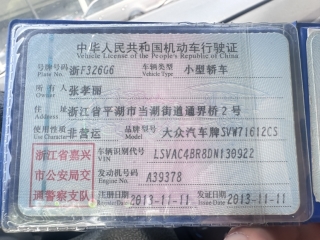 中华人民共和国机动车行驶证
Vehicle License of the People's Republic of China
号牌号码 浙F3Z6G6 车辆类型 小型轿车
Plate No. Vehicle Type
所有人 张孝丽
Owner
住址 浙江省平湖市当湖街道通界桥2号
Address
使用性质 非营运 品牌型号 大众汽车牌SVW71612CS
浙江省嘉兴 车辆识别代号 LSVAC4BR8DN130922
VIN
市公安局交 发动机号码 A39378
Engine No.
通警察支队 注册日期 2013-11-11 发证日期 2013-11-11